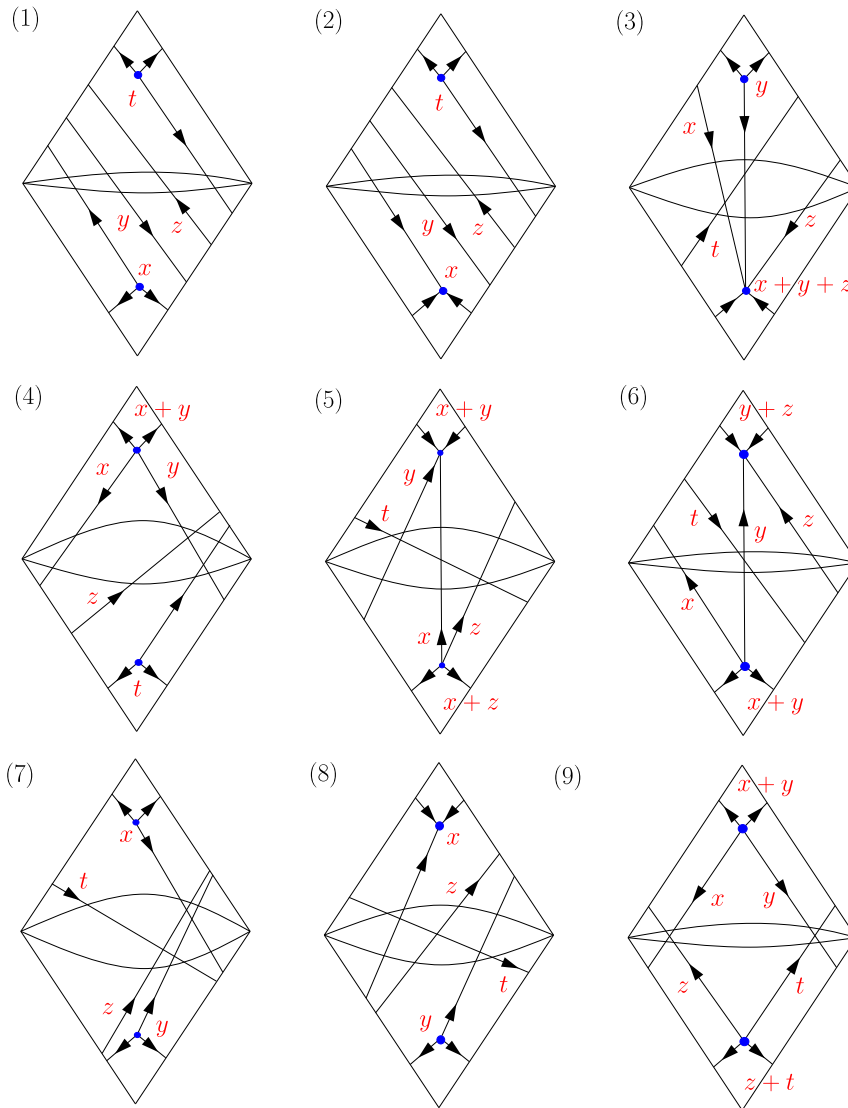 (1)
t
y
z
x
(2)
t
y
z
x
(3)
y
x
z
t
x + y + z
(4)
x + y
x
y
z
t
(5)
x + y
y
t
x
z
x + z
(6)
y + z
t
z
y
x
x + y
(7)
x
t
z
y
(8)
x
z
t
y
(9)
x + y
x
y
z
t
z + t